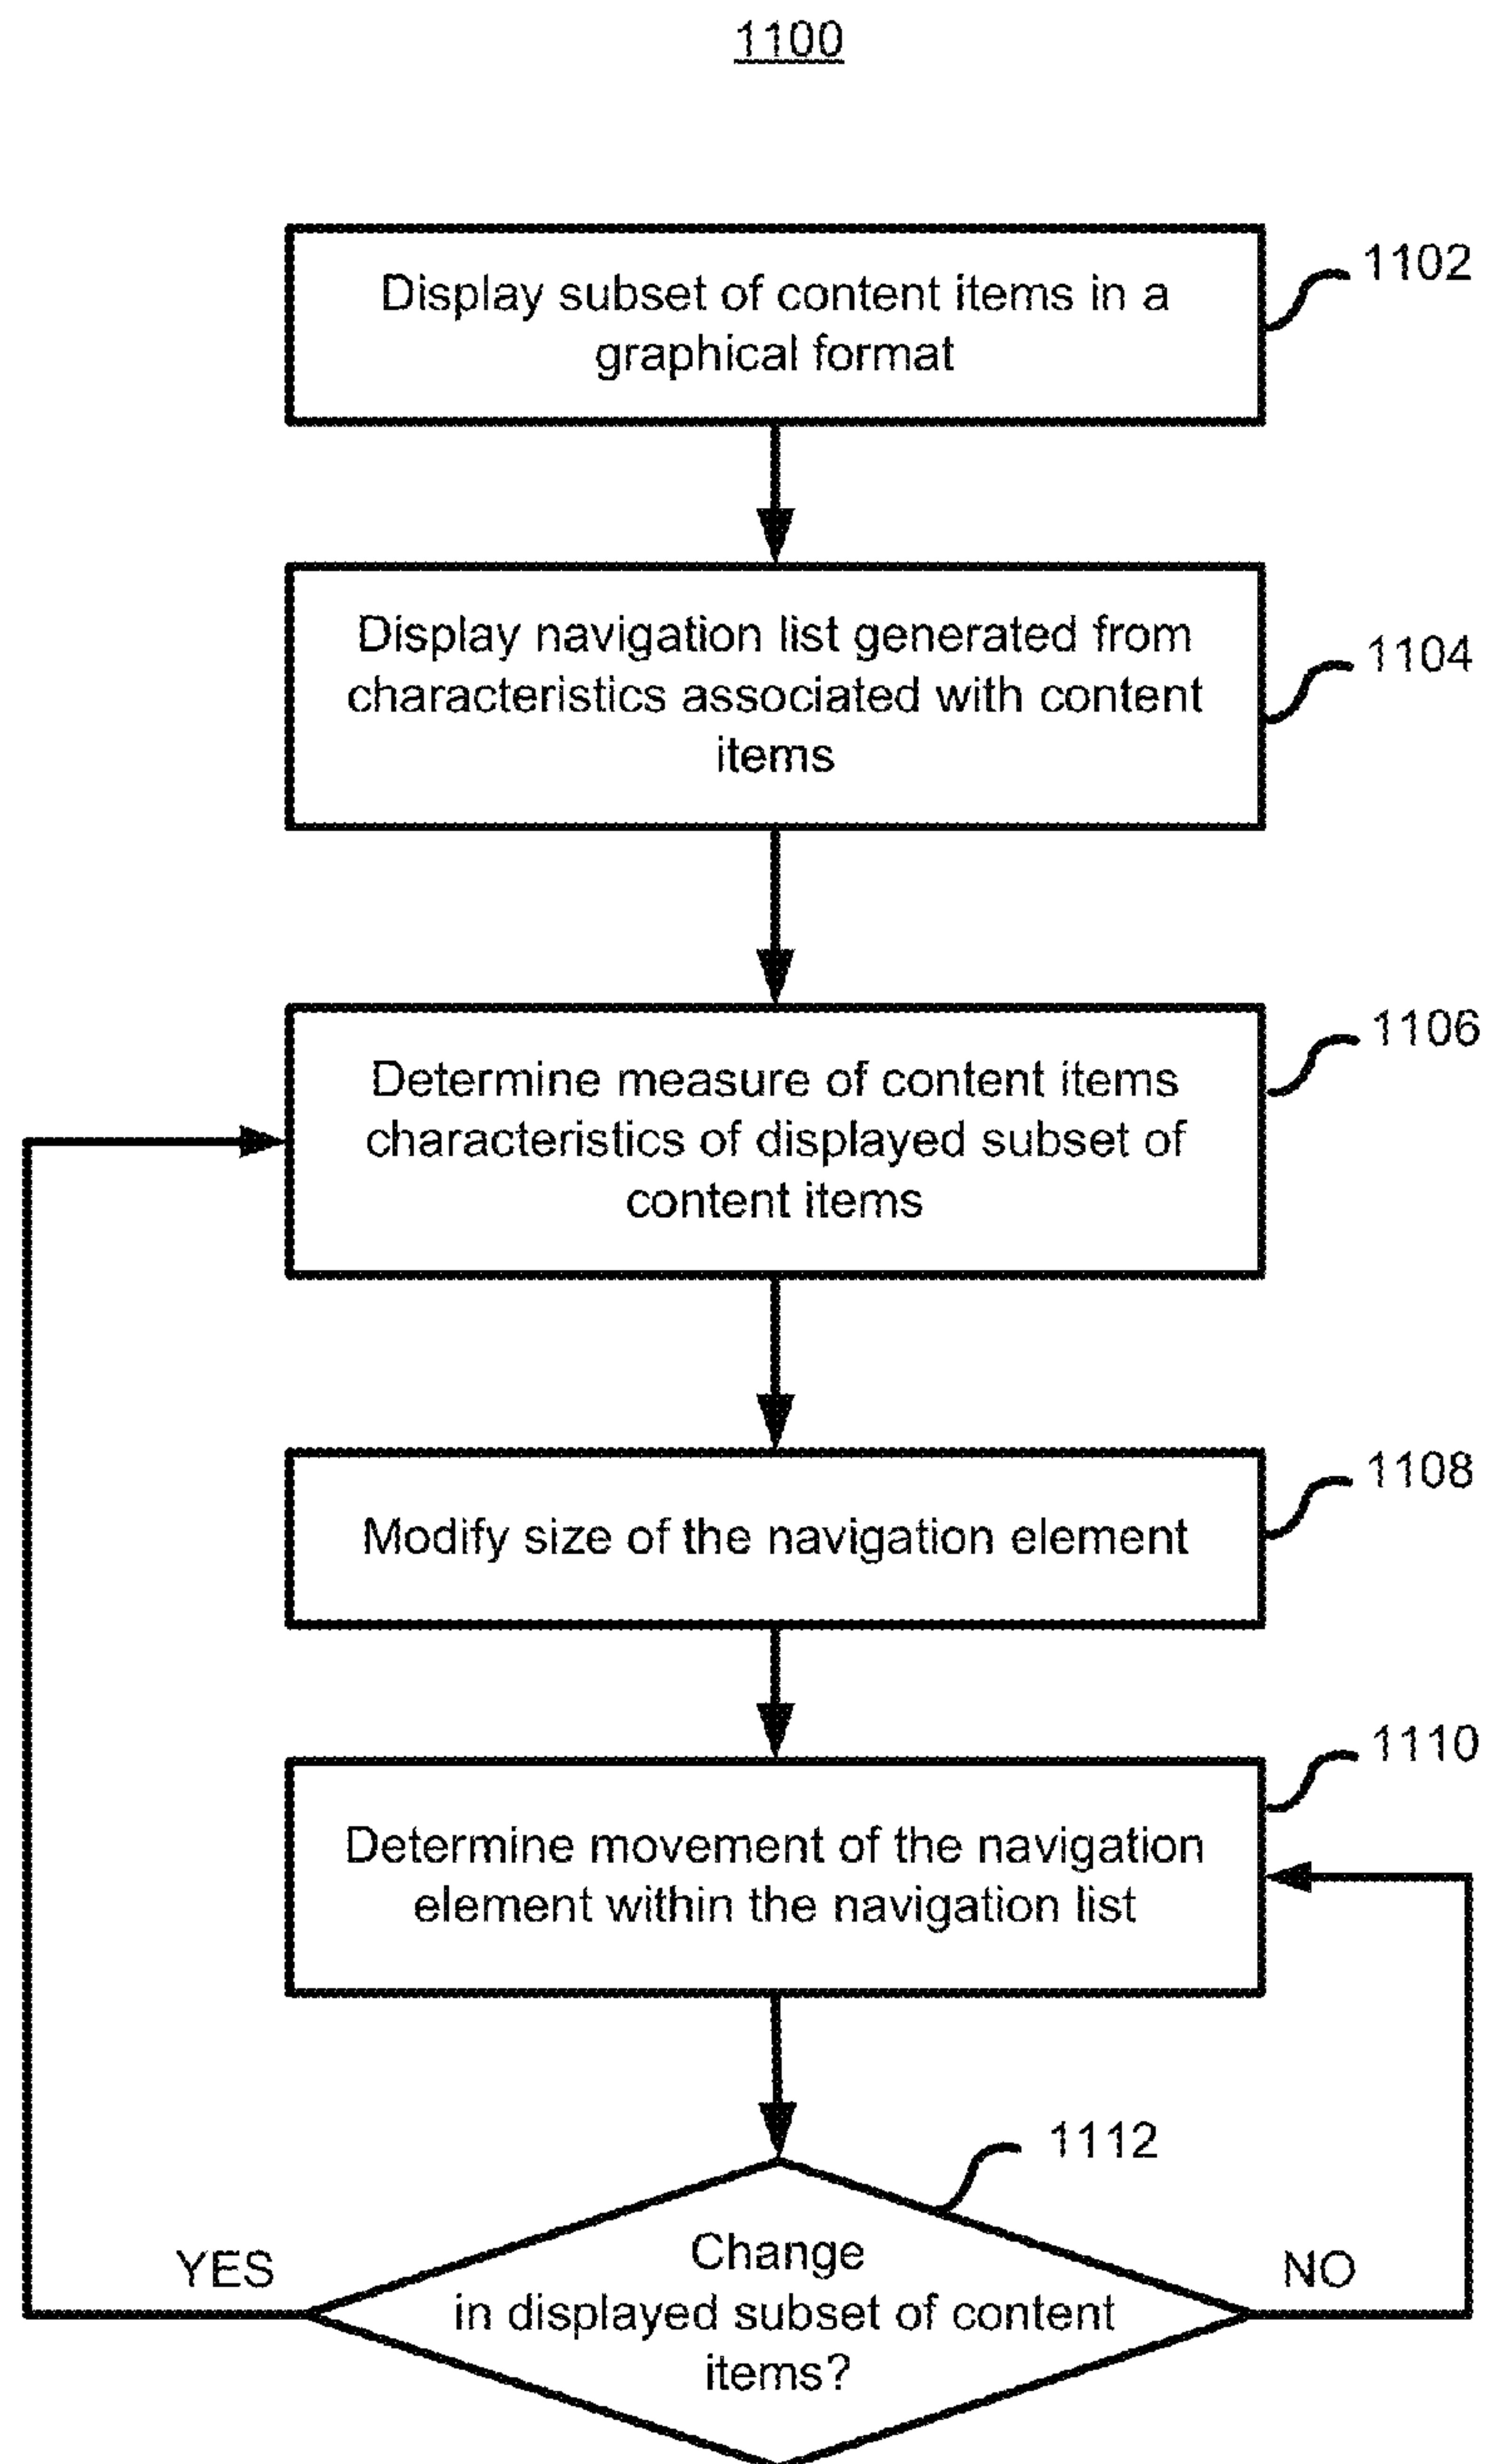 1100
Display subset of content items in a
graphical format
1102
Display navigation list generated from
characteristics associated with content
items
1104
Determine measure of content items
characteristics of displayed subset of
content items
1106
Modify size of the navigation element
1108
Determine movement of the navigation
element within the navigation list
1110
1112
Change
in displayed subset of content
items?
YES
NO